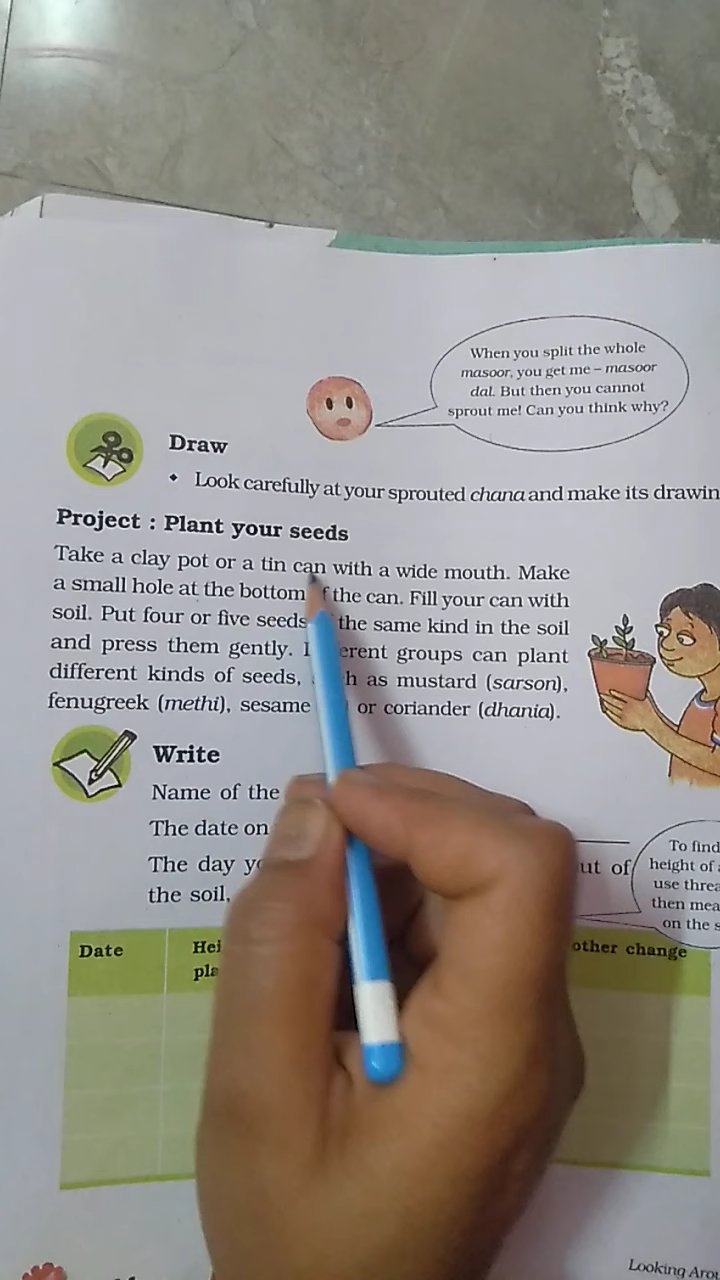 When you split the whole
masoor, you get me – masoor
dal. But then you cannot
sprout me! Can you think why?
Draw
◆ Look carefully at your sprouted chana and make its drawin
Project : Plant your seeds
Take a clay pot or a tin can with a wide mouth. Make
a small hole at the bottom of the can. Fill your can with
soil. Put four or five seeds the same kind in the soil
and press them gently. erent groups can plant
different kinds of seeds, h as mustard (sarson),
fenugreek (methi), sesame or coriander (dhania).
Write
Name of the
The date on
The day yo ut of
the soil,
To find
height of a
use threa
then mea
on the s
Date Hei other change
pla
Looking Arou